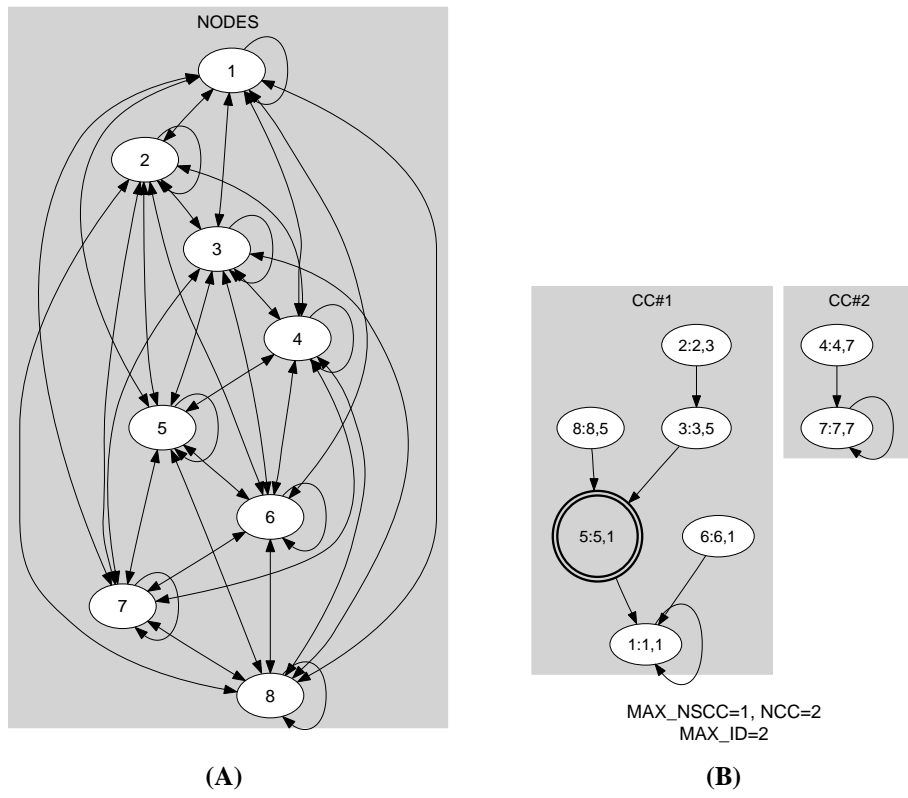 NODES
1
2
3
4
5
6
7
8
(A)
CC#1
2:2,3
8:8,5
3:3,5
5:5,1
6:6,1
1:1,1
CC#2
4:4,7
7:7,7
MAX_NSCC=1, NCC=2
MAX_ID=2
(B)